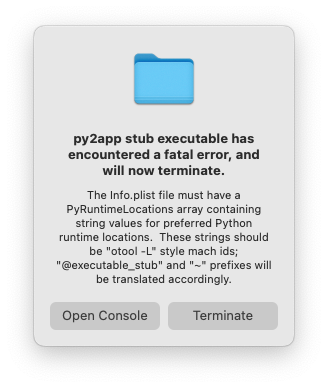 py2app stub executable has
encountered a fatal error, and
will now terminate.
The Info.plist file must have a
PyRuntimeLocations array containing
string values for preferred Python
runtime locations.  These strings should
be "otool -L" style mach ids;
"@executable_stub" and "~" prefixes will
be translated accordingly.
Open Console
Terminate